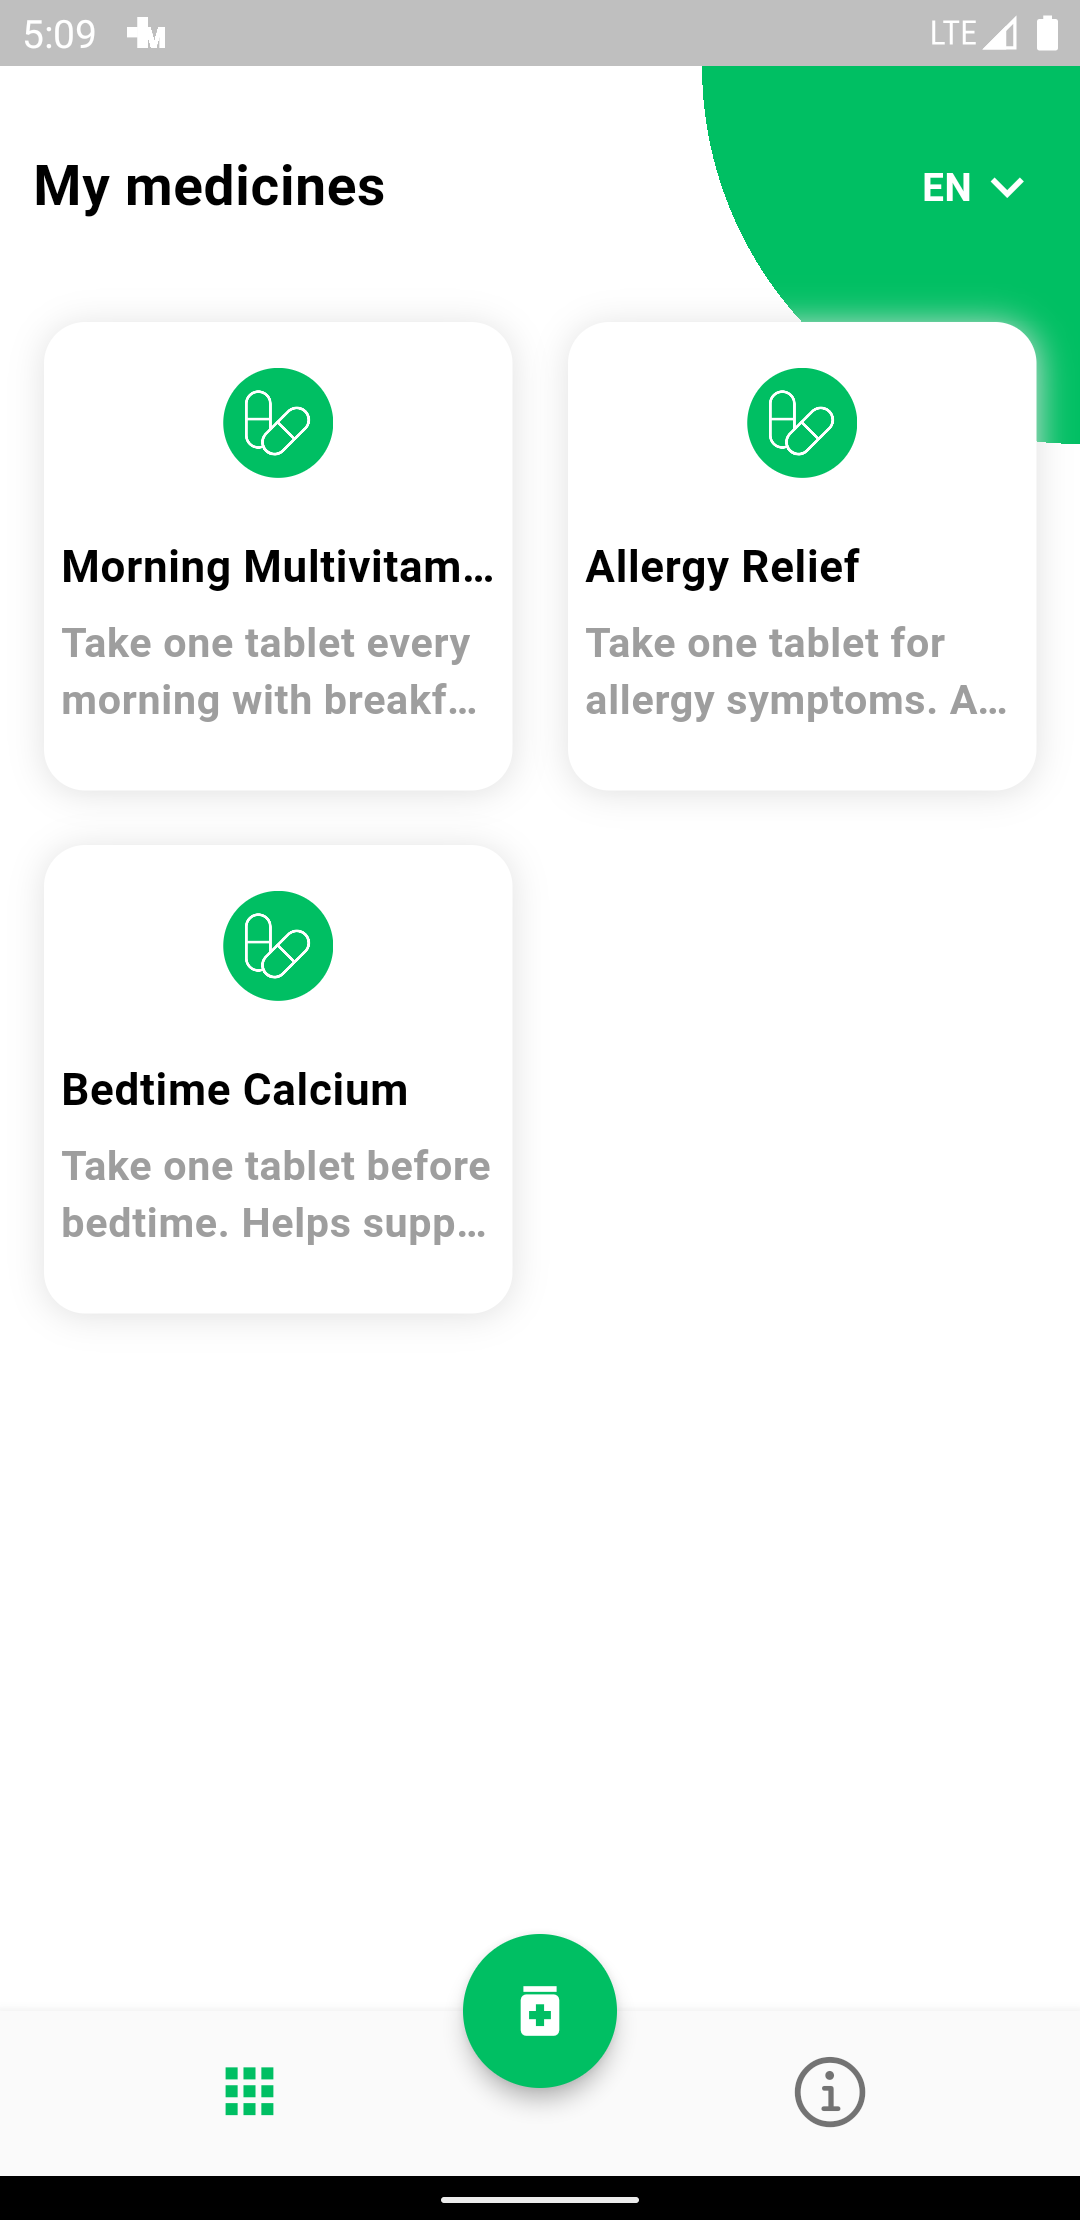 5:09
LTE
My medicines
EN
Morning Multivitam...
Take one tablet every
morning with breakf...
Allergy Relief
Take one tablet for
allergy symptoms. A...
Bedtime Calcium
Take one tablet before
bedtime. Helps supp...